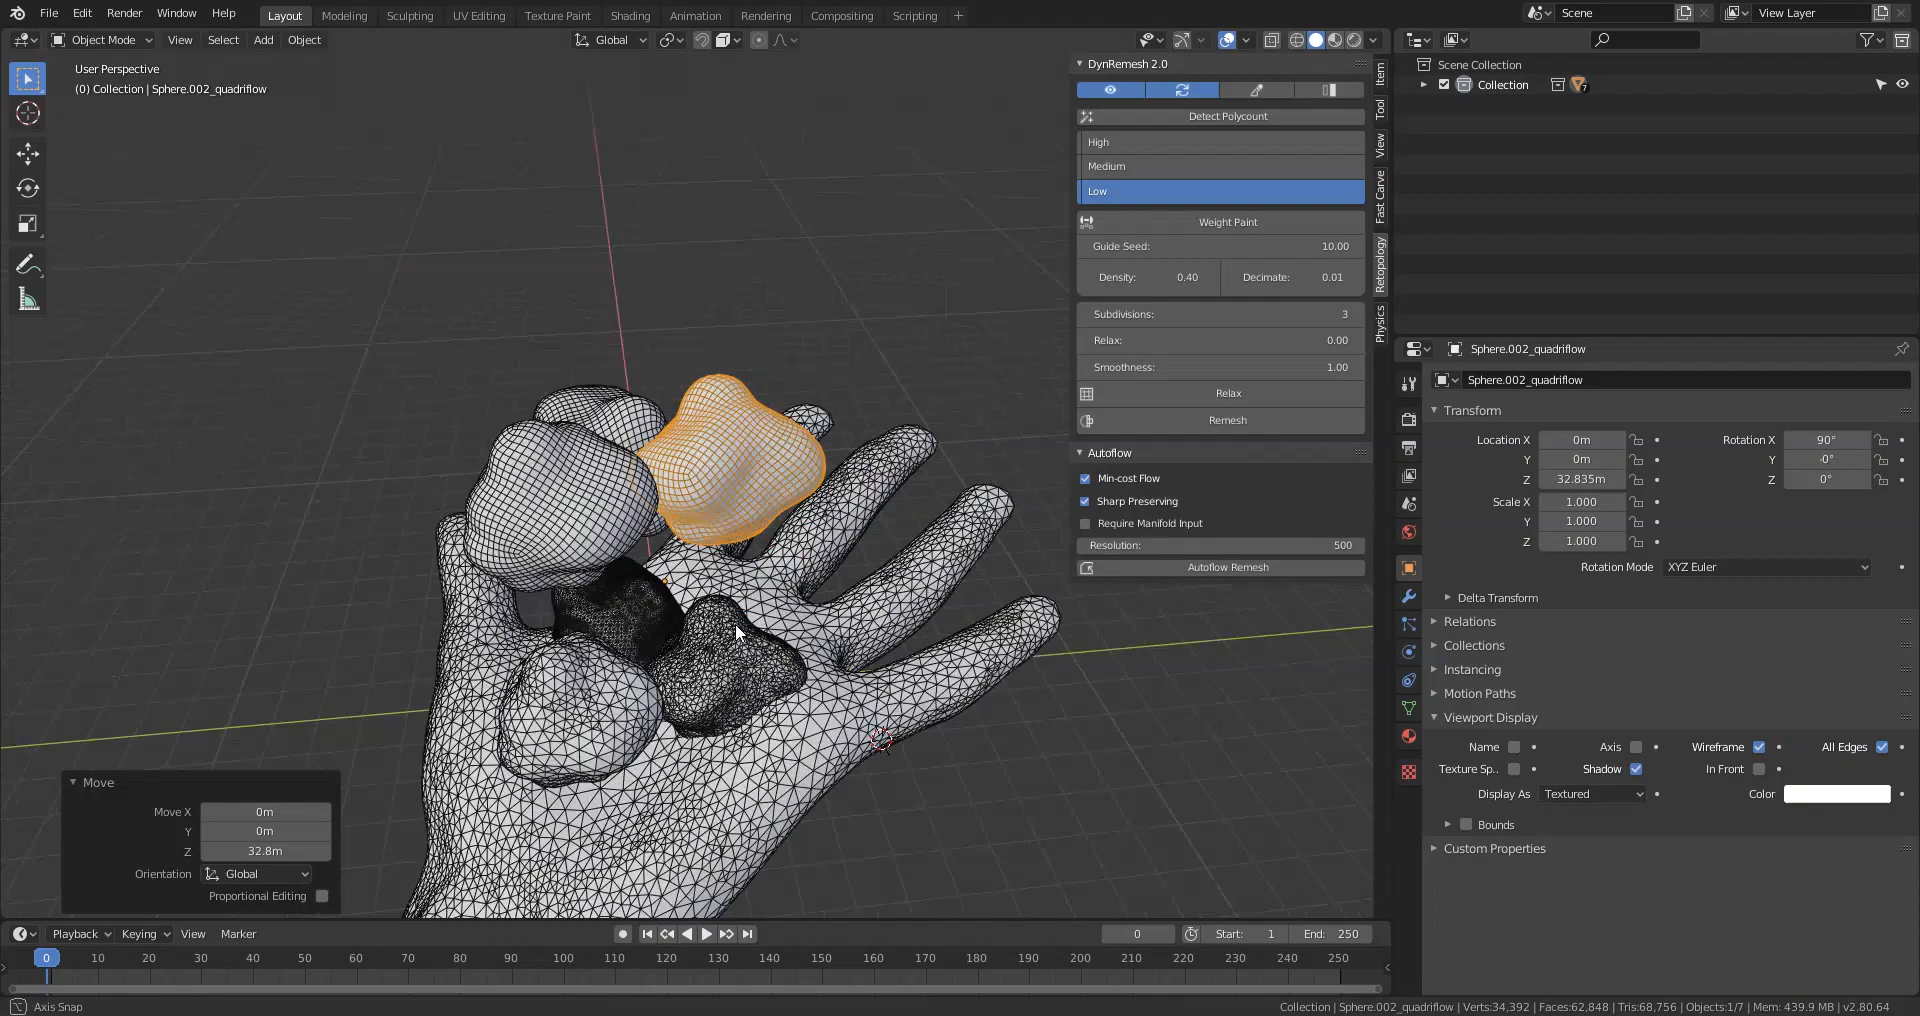 File Edit Render Window Help Layout Modeling Sculpting UV Editing Texture Paint Shading Animation Rendering Compositing Scripting + Scene View Layer
Object Mode View Select Add Object Global
User Perspective
(0) Collection | Sphere.002_quadriflow
DynRemesh 2.0
Detect Polycount
High
Medium
Low
Weight Paint
Guide Seed: 10.00
Density: 0.40 Decimate: 0.01
Subdivisions: 3
Relax: 0.00
Smoothness: 1.00
Relax
Remesh
Autoflow
Min-cost Flow
Sharp Preserving
Require Manifold Input
Resolution: 500
Autoflow Remesh
Item
Tool
View
Fast Carve
Retopology
Physics
Scene Collection
Collection 7
Sphere.002_quadriflow
Sphere.002_quadriflow
Transform
Location X 0m Rotation X 90°
Y 0m Y -0°
Z 32.835m Z 0°
Scale X 1.000
Y 1.000
Z 1.000
Rotation Mode XYZ Euler
Delta Transform
Relations
Collections
Instancing
Motion Paths
Viewport Display
Name Axis Wireframe All Edges
Texture Sp.. Shadow In Front
Display As Textured Color
Bounds
Custom Properties
Move
Move X 0m
Y 0m
Z 32.8m
Orientation Global
Proportional Editing
Playback Keying View Marker 0 Start: 1 End: 250
0 10 20 30 40 50 60 70 80 90 100 110 120 130 140 150 160 170 180 190 200 210 220 230 240 250
Axis Snap Collection | Sphere.002_quadriflow | Verts:34,392 | Faces:62,848 | Tris:68,756 | Objects:1/7 | Mem: 439.9 MB | v2.80.64